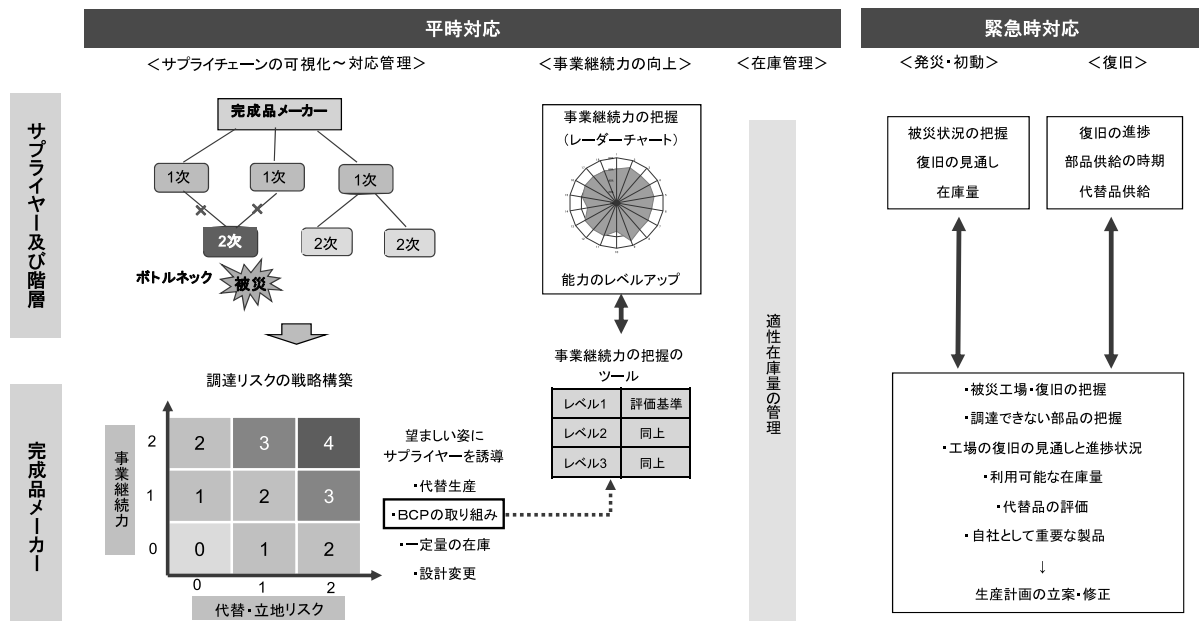 平時対応
緊急時対応
＜サプライチェーンの可視化～対応管理＞
＜事業継続力の向上＞
＜在庫管理＞
＜発災・初動＞
＜復旧＞
サプライヤー及び階層
完成品メーカー
1次
1次
1次
2次
2次
2次
ボトルネック
被災
事業継続力の把握
（レーダーチャート）
能力のレベルアップ
被災状況の把握
復旧の見通し
在庫量
復旧の進捗
部品供給の時期
代替品供給
適性在庫量の管理
完成品メーカー
調達リスクの戦略構築
事業継続力
2
1
0
2
3
4
1
2
3
0
1
2
0
1
2
代替・立地リスク
望ましい姿に
サプライヤーを誘導
・代替生産
・BCPの取り組み
・一定量の在庫
・設計変更
事業継続力の把握の
ツール
レベル1 評価基準
レベル2 同上
レベル3 同上
・被災工場・復旧の把握
・調達できない部品の把握
・工場の復旧の見通しと進捗状況
・利用可能な在庫量
・代替品の評価
・自社として重要な製品
↓
生産計画の立案・修正